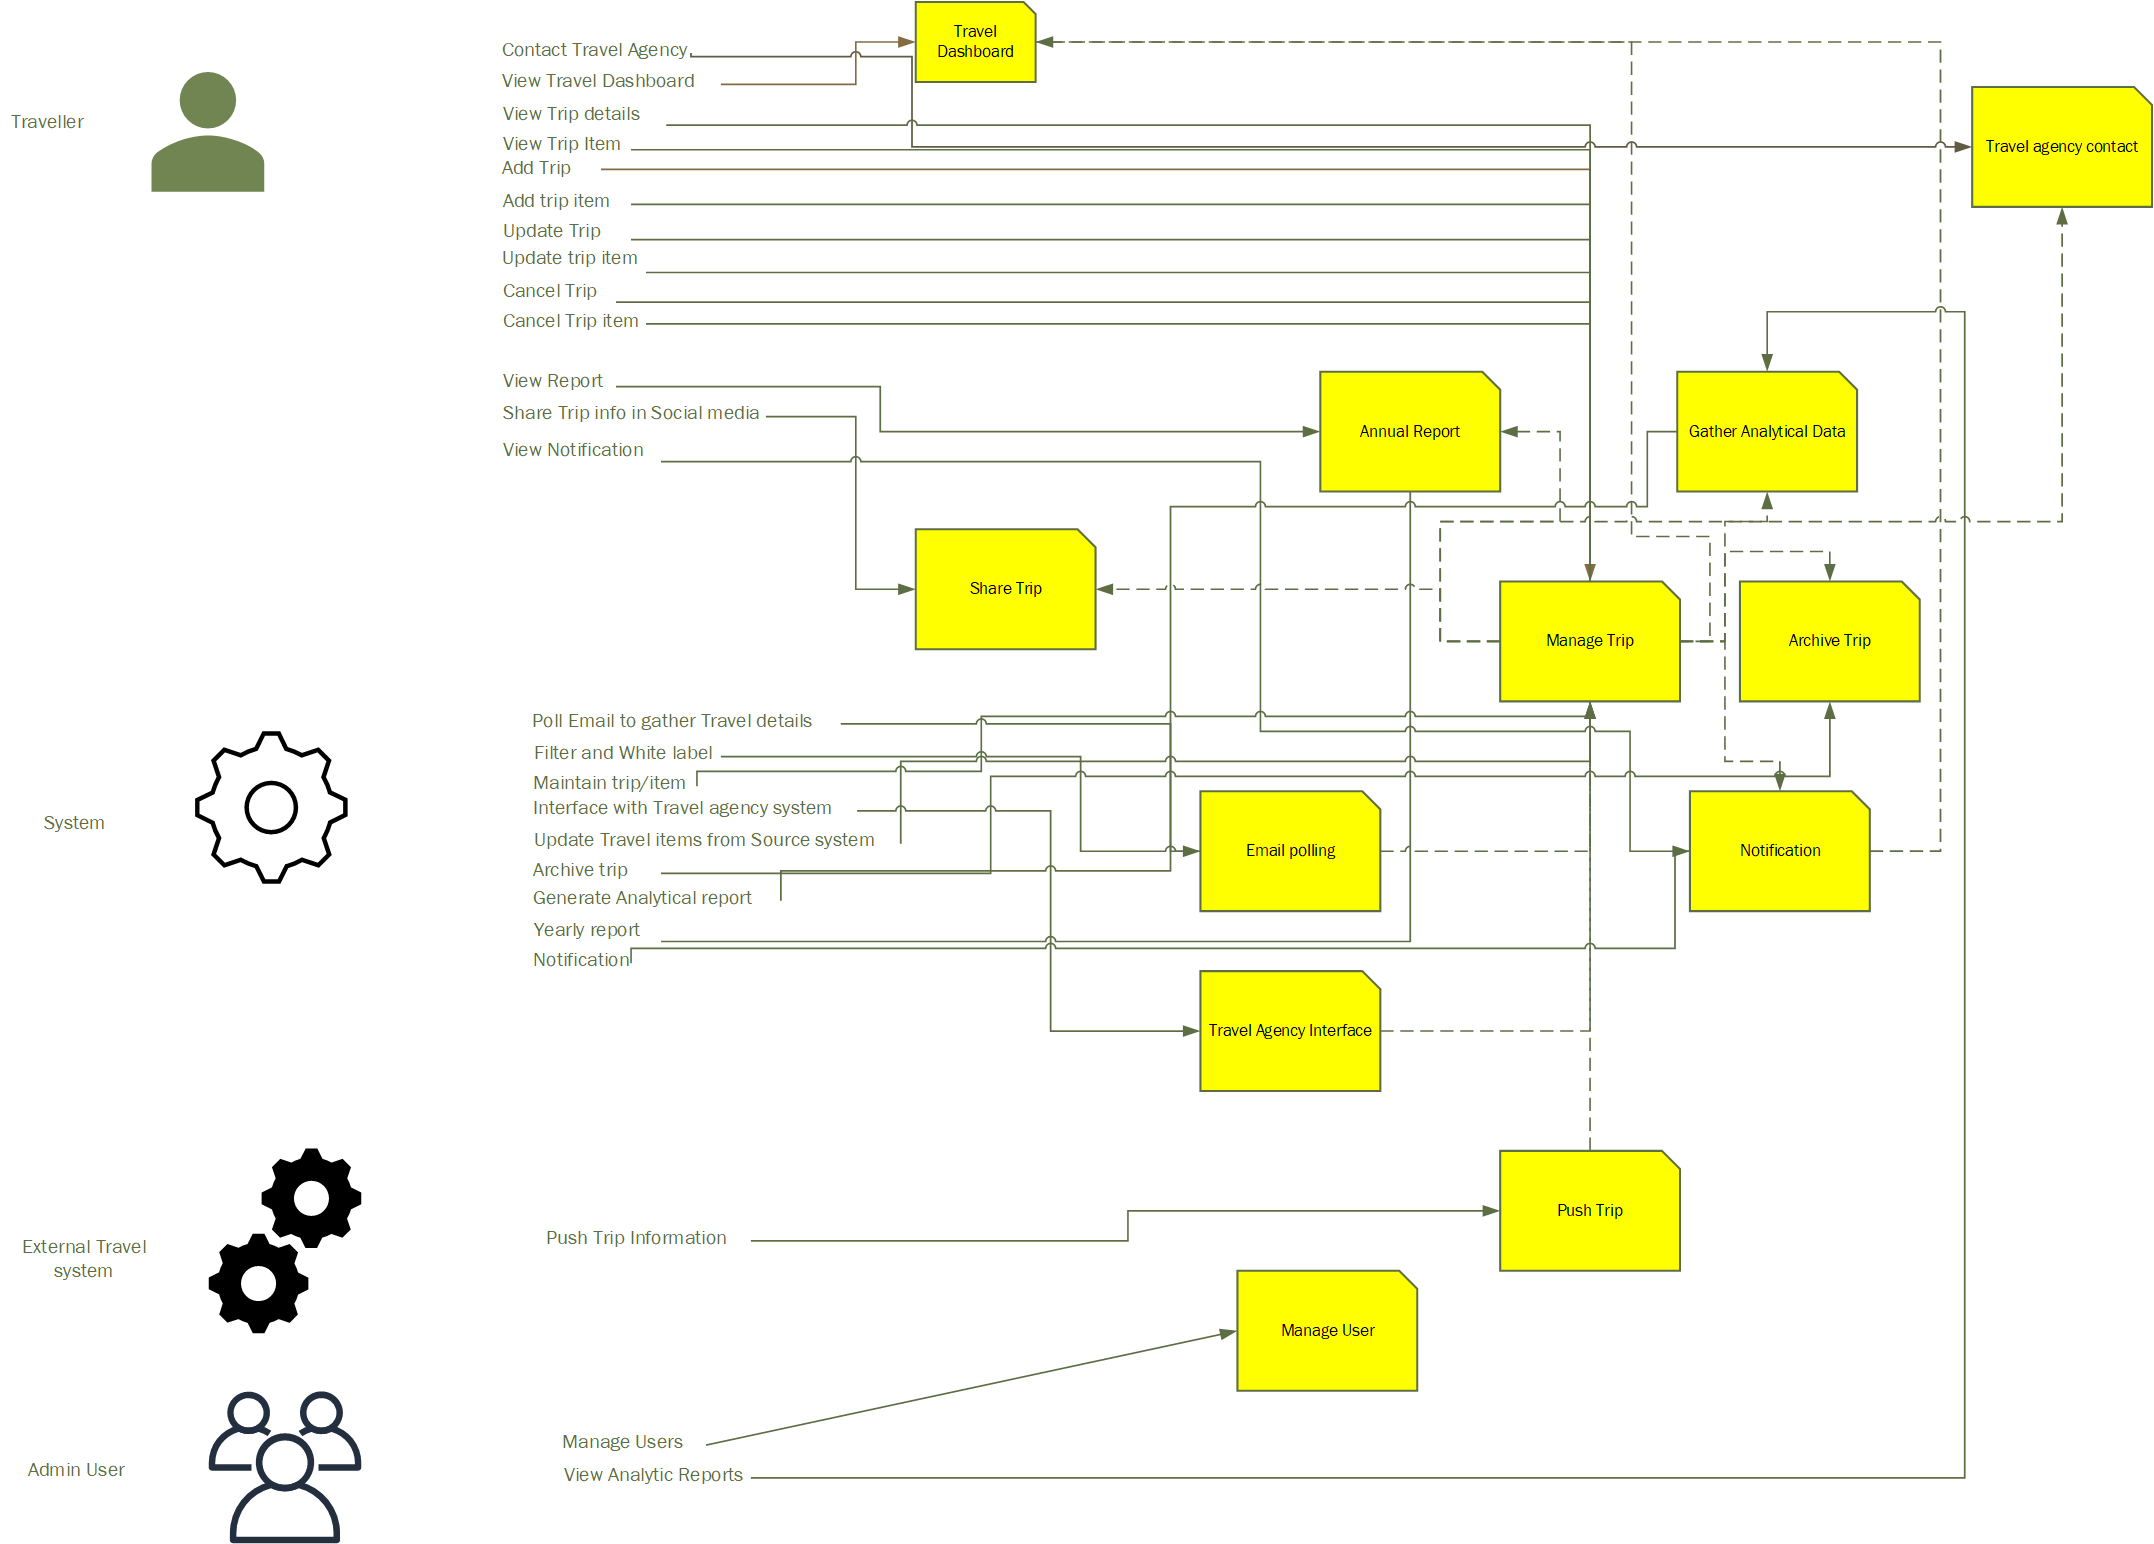 Travel
Dashboard
Contact Travel Agency
View Travel Dashboard
View Trip details
Traveller
View Trip Item
Travel agency contact
Add Trip
Add trip item
Update Trip
Update trip item
Cancel Trip
Cancel Trip item
View Report
Share Trip info in Social media
Annual Report
Gather Analytical Data
View Notification
Share Trip
Manage Trip
Archive Trip
Poll Email to gather Travel details
Filter and White label
Maintain trip/item
Interface with Travel agency system
System
Update Travel items from Source system
Email polling
Notification
Archive trip
Generate Analytical report
Yearly report
Notification
Travel Agency Interface
Push Trip
Push Trip Information
External Travel
system
Manage User
Manage Users
Admin User
View Analytic Reports